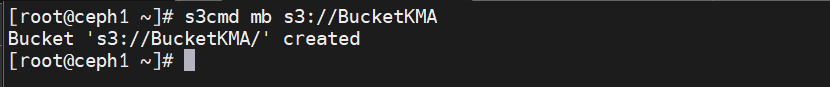 [root@ceph1 ~]# s3cmd mb s3://BucketKMA
Bucket 's3://BucketKMA/' created
[root@ceph1 ~]#